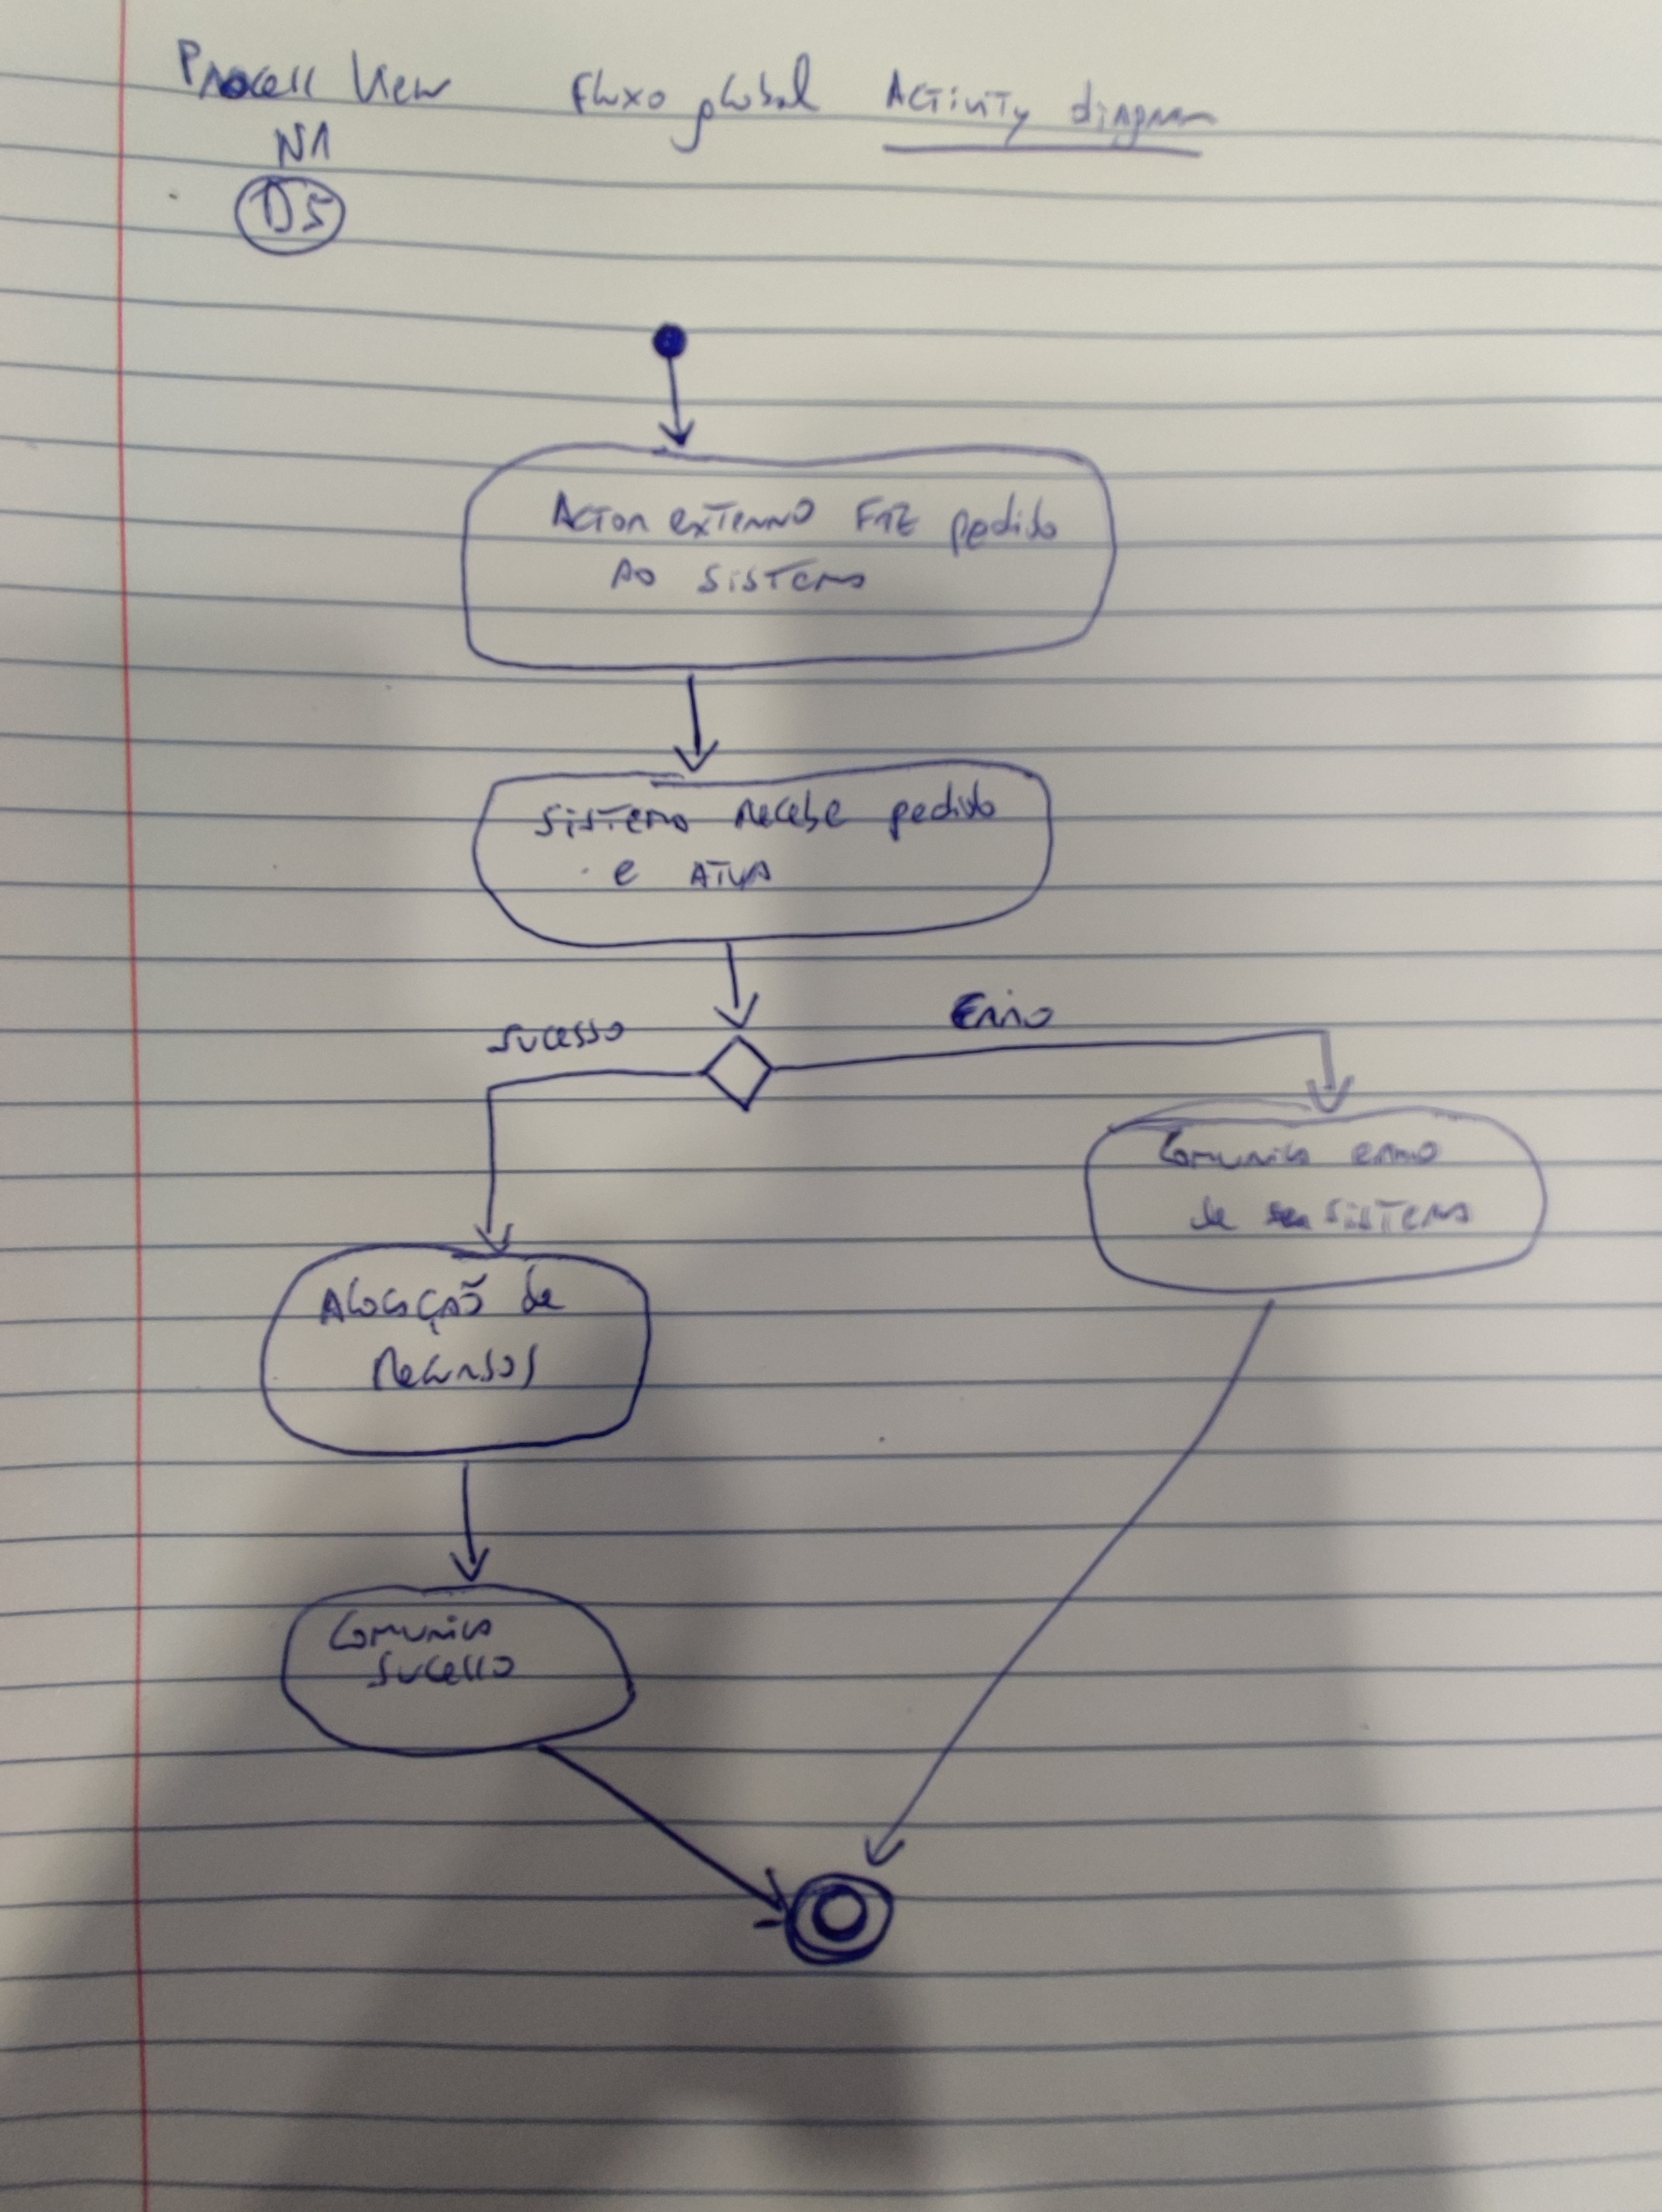 Process View Fluxo global Activity diagram
N1
D5
Actor externo faz pedido
ao sistema
sistema recebe pedido
e atua
sucesso
Erro
Comunica erro
de sistema
Alocação de
recursos
Comunica
sucesso